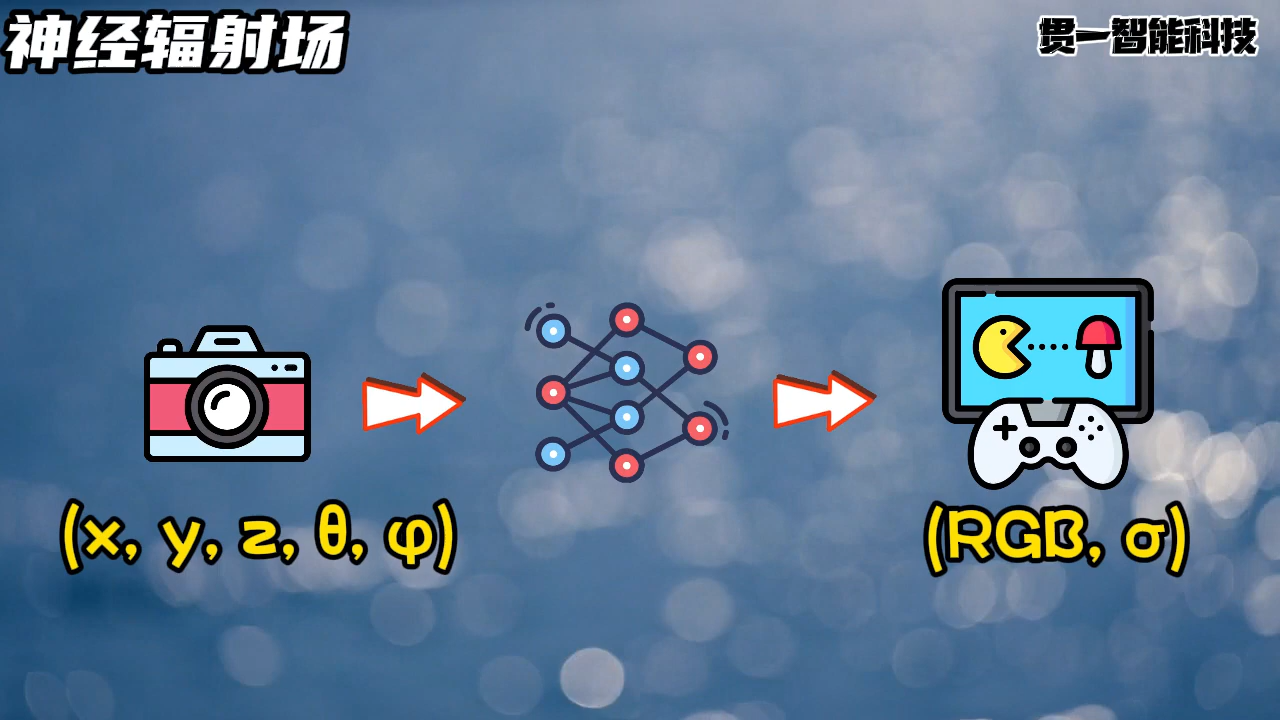 神经辐射场
贯一智能科技
(x, y, z, θ, φ)
(RGB, σ)